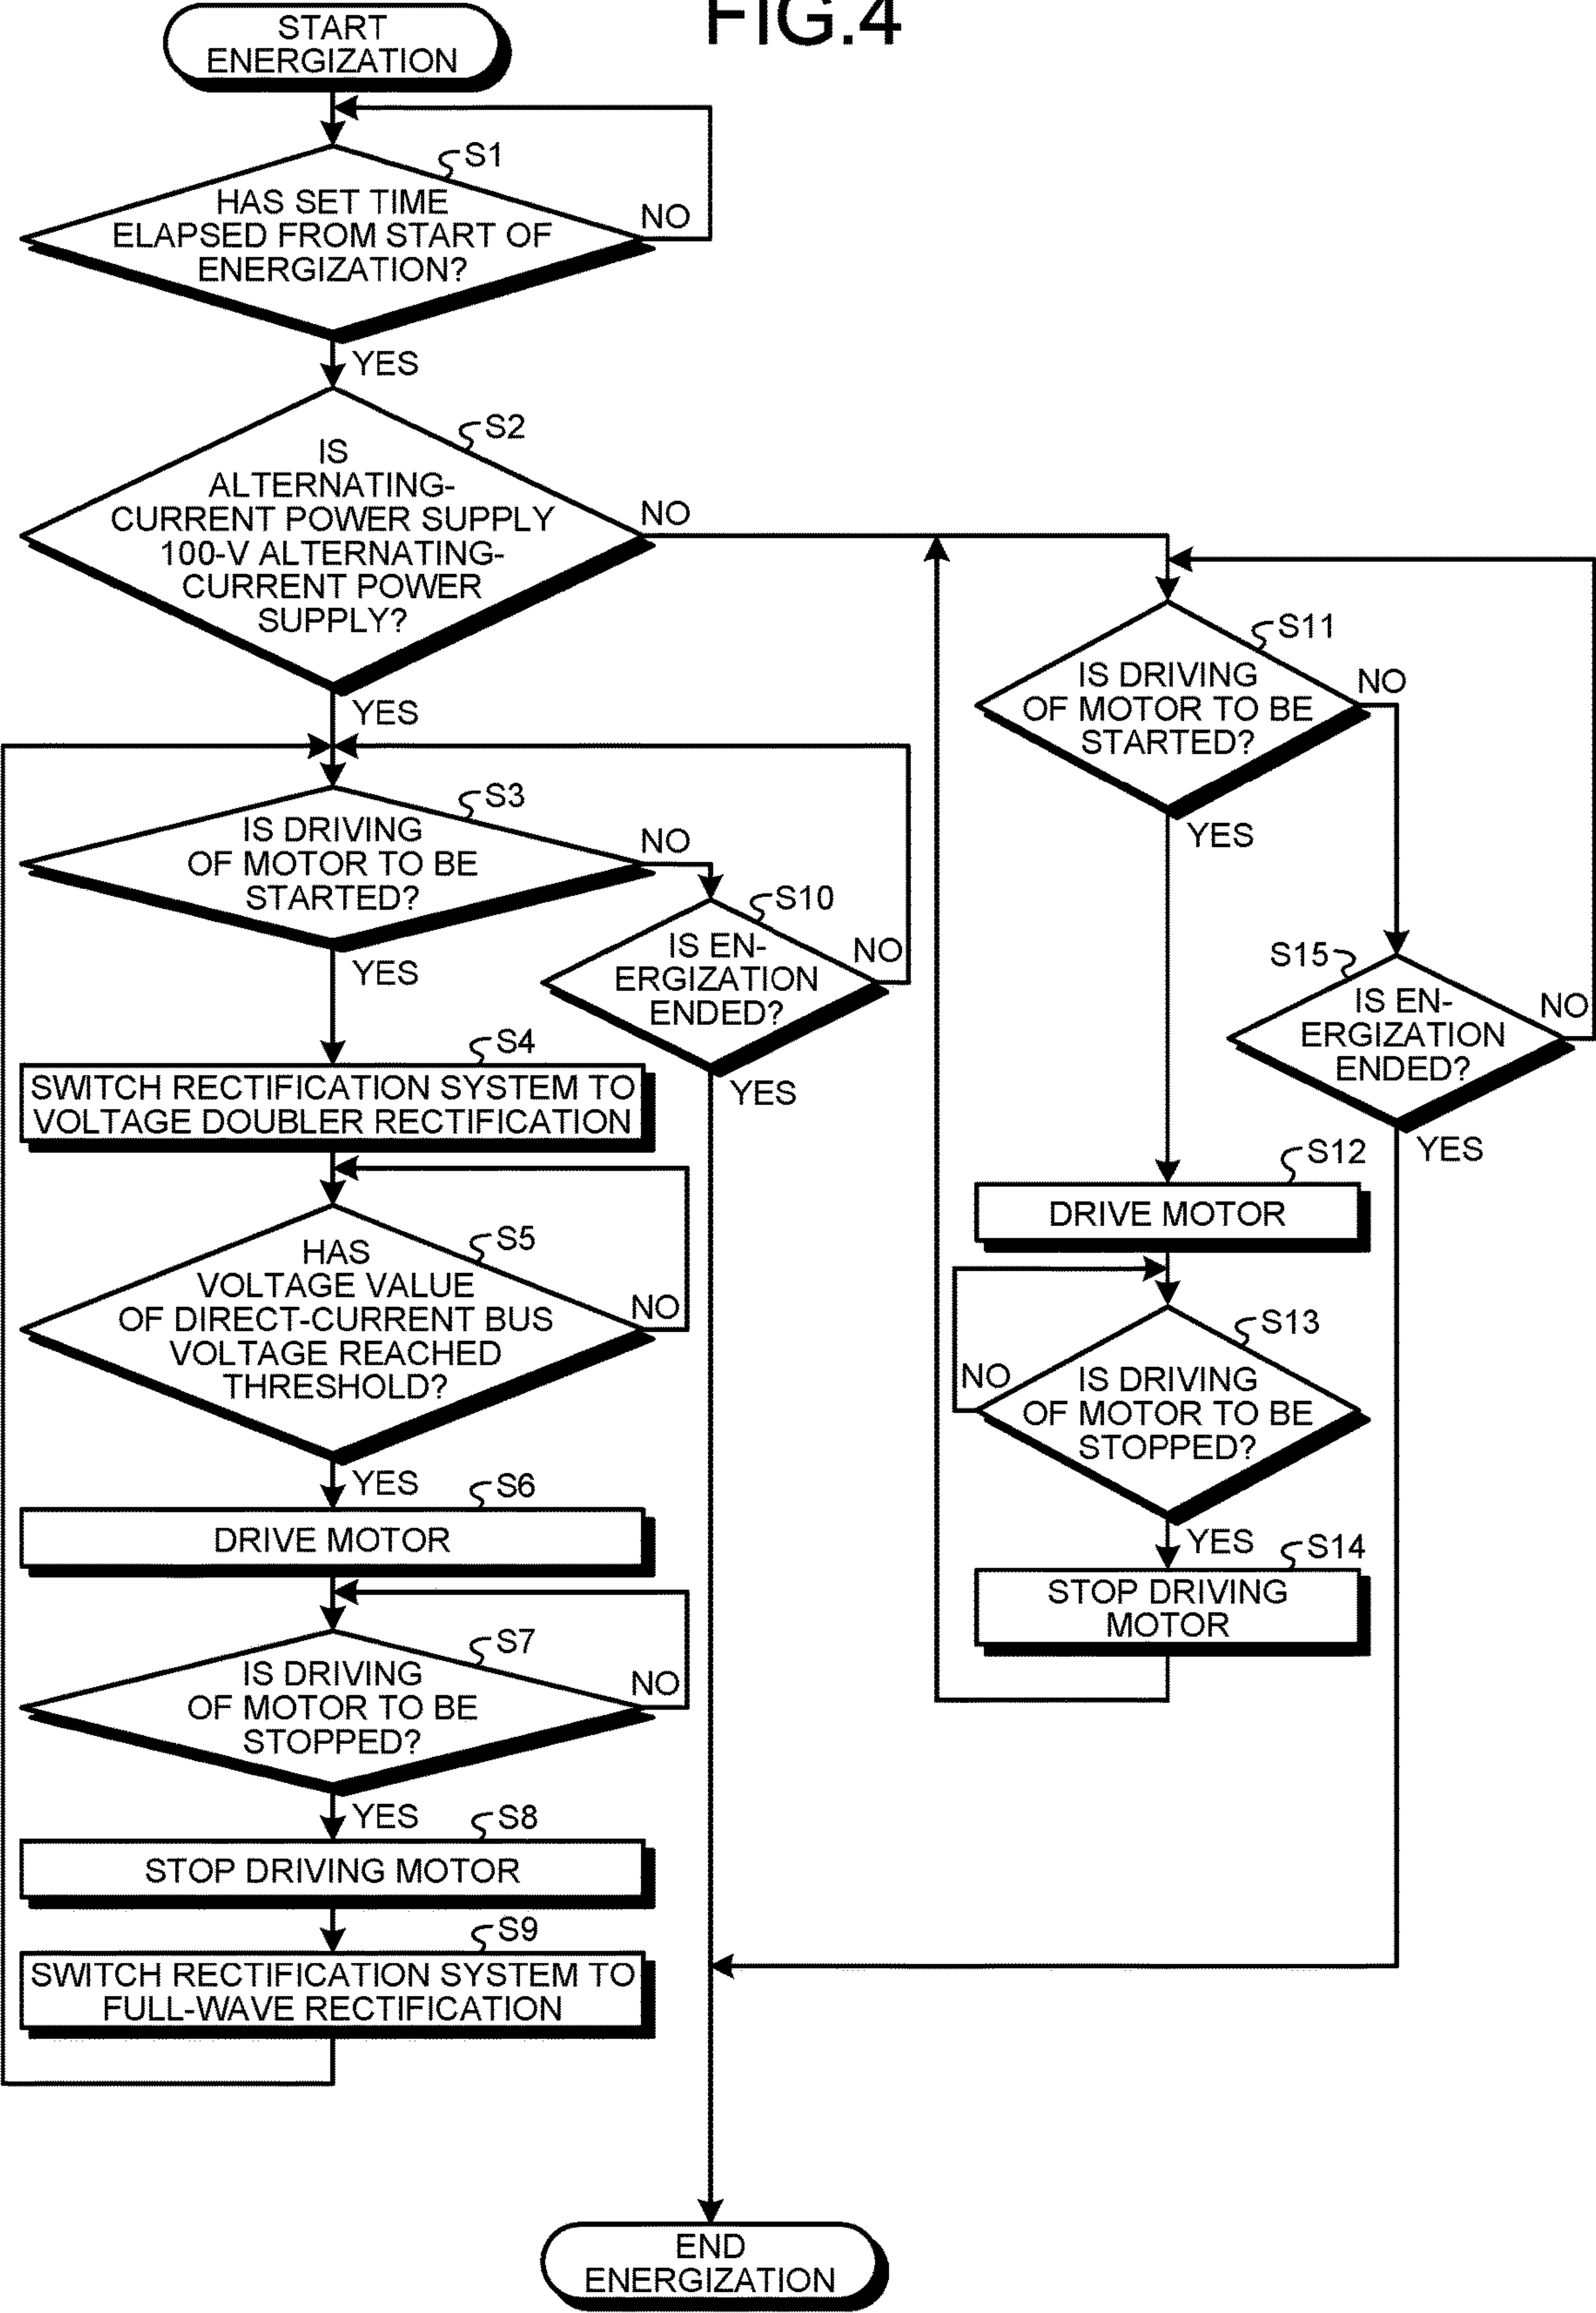 FIG.4
START
ENERGIZATION
S1
HAS SET TIME
ELAPSED FROM START OF
ENERGIZATION?
NO
YES
S2
IS
ALTERNATING-
CURRENT POWER SUPPLY
100-V ALTERNATING-
CURRENT POWER
SUPPLY?
NO
YES
S3
IS DRIVING
OF MOTOR TO BE
STARTED?
NO
YES
S10
IS EN-
ERGIZATION
ENDED?
NO
YES
S4
SWITCH RECTIFICATION SYSTEM TO
VOLTAGE DOUBLER RECTIFICATION
S5
HAS
VOLTAGE VALUE
OF DIRECT-CURRENT BUS
VOLTAGE REACHED
THRESHOLD?
NO
YES
S6
DRIVE MOTOR
S7
IS DRIVING
OF MOTOR TO BE
STOPPED?
NO
YES
S8
STOP DRIVING MOTOR
S9
SWITCH RECTIFICATION SYSTEM TO
FULL-WAVE RECTIFICATION
S11
IS DRIVING
OF MOTOR TO BE
STARTED?
NO
YES
S15
IS EN-
ERGIZATION
ENDED?
NO
YES
S12
DRIVE MOTOR
S13
IS DRIVING
OF MOTOR TO BE
STOPPED?
NO
YES
S14
STOP DRIVING
MOTOR
END
ENERGIZATION